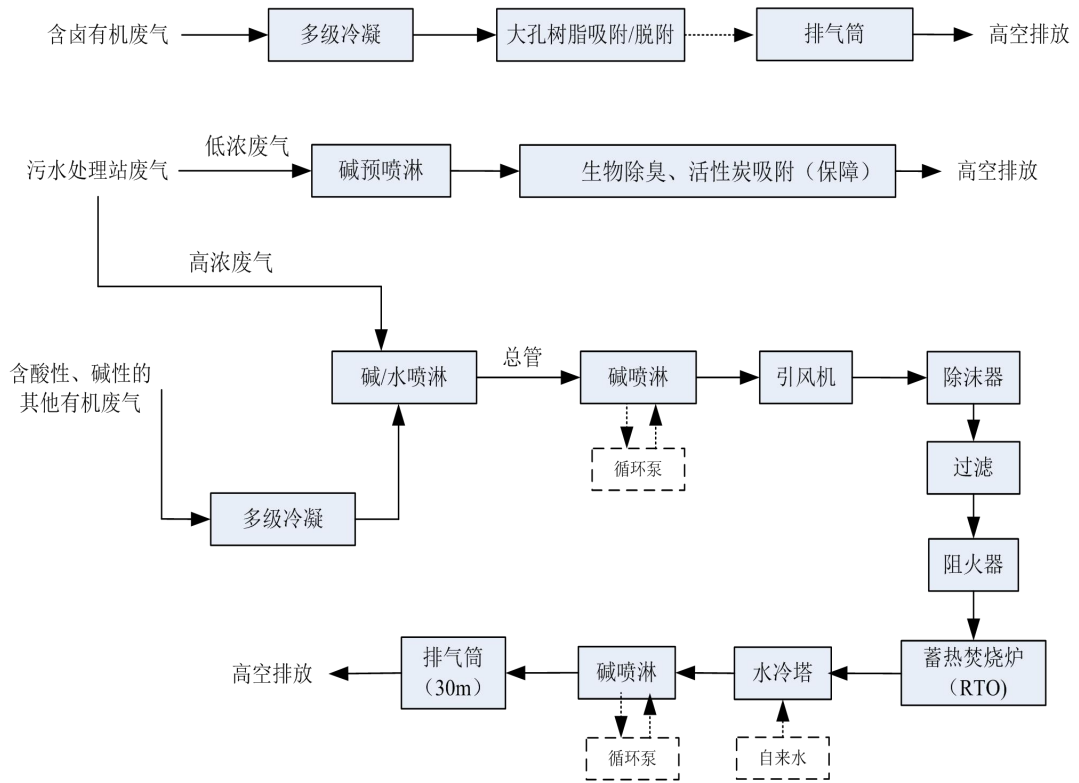 含卤有机废气
多级冷凝
大孔树脂吸附/脱附
排气筒
高空排放
污水处理站废气
低浓废气
碱预喷淋
生物除臭、活性炭吸附（保障）
高空排放
高浓废气
含酸性、碱性的
其他有机废气
多级冷凝
碱/水喷淋
总管
碱喷淋
循环泵
引风机
除沫器
过滤
阻火器
蓄热焚烧炉
（RTO)
水冷塔
自来水
碱喷淋
循环泵
排气筒
（30m）
高空排放